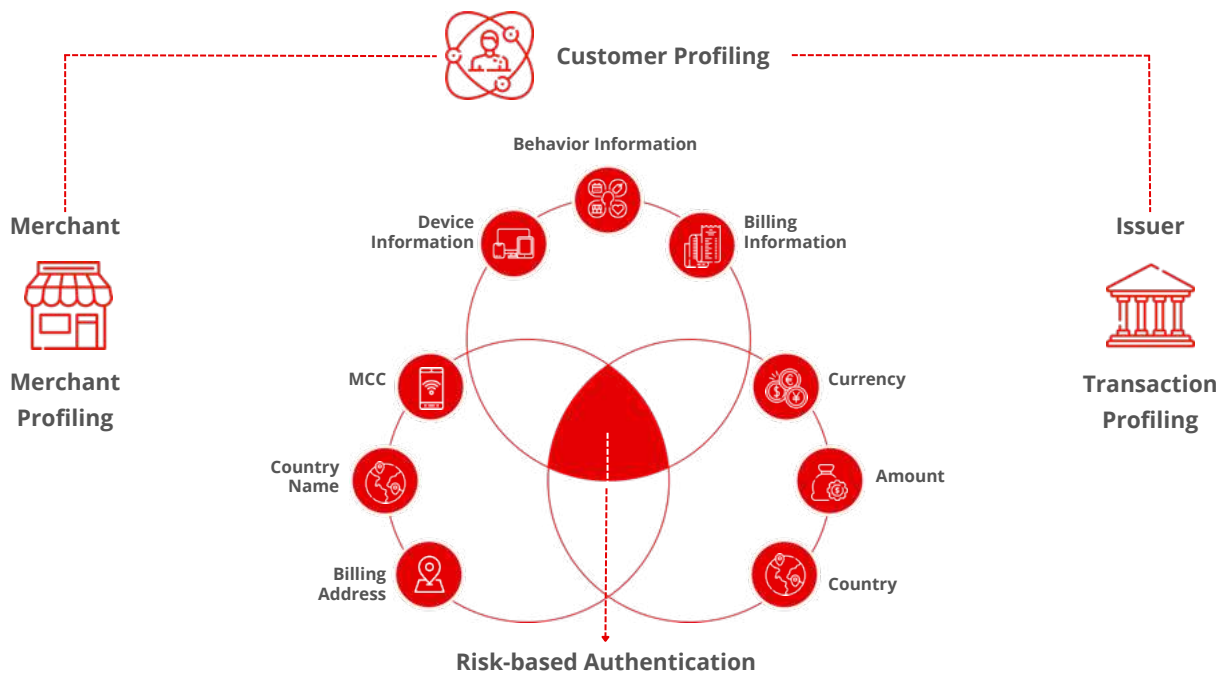 Customer Profiling
Behavior Information
Device
Information
Billing
Information
Merchant
Issuer
Merchant
Profiling
Transaction
Profiling
MCC
Currency
Country
Name
Amount
Billing
Address
Country
Risk-based Authentication